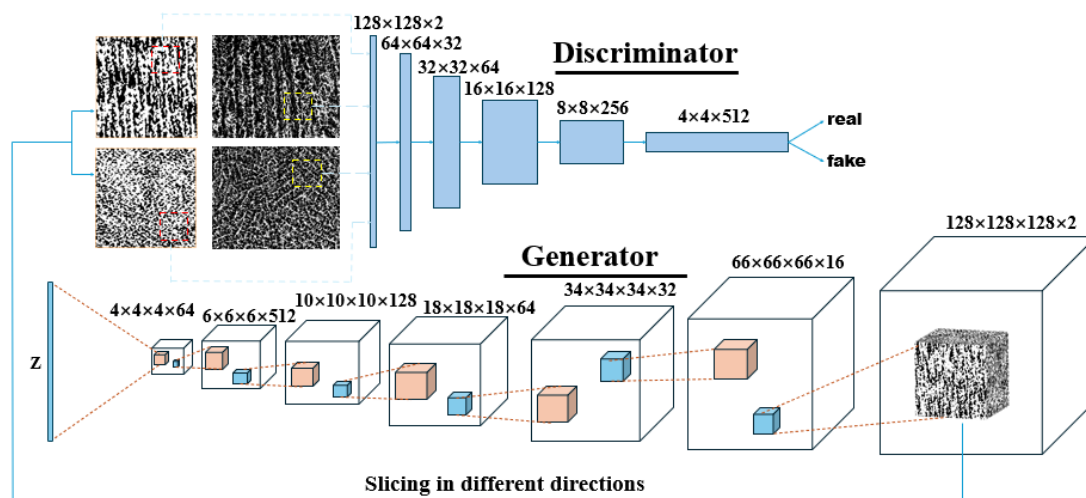 128×128×2
64×64×32
32×32×64
16×16×128
8×8×256
4×4×512
Discriminator
real
fake
Generator
Z
4×4×4×64
6×6×6×512
10×10×10×128
18×18×18×64
34×34×34×32
66×66×66×16
128×128×128×2
Slicing in different directions